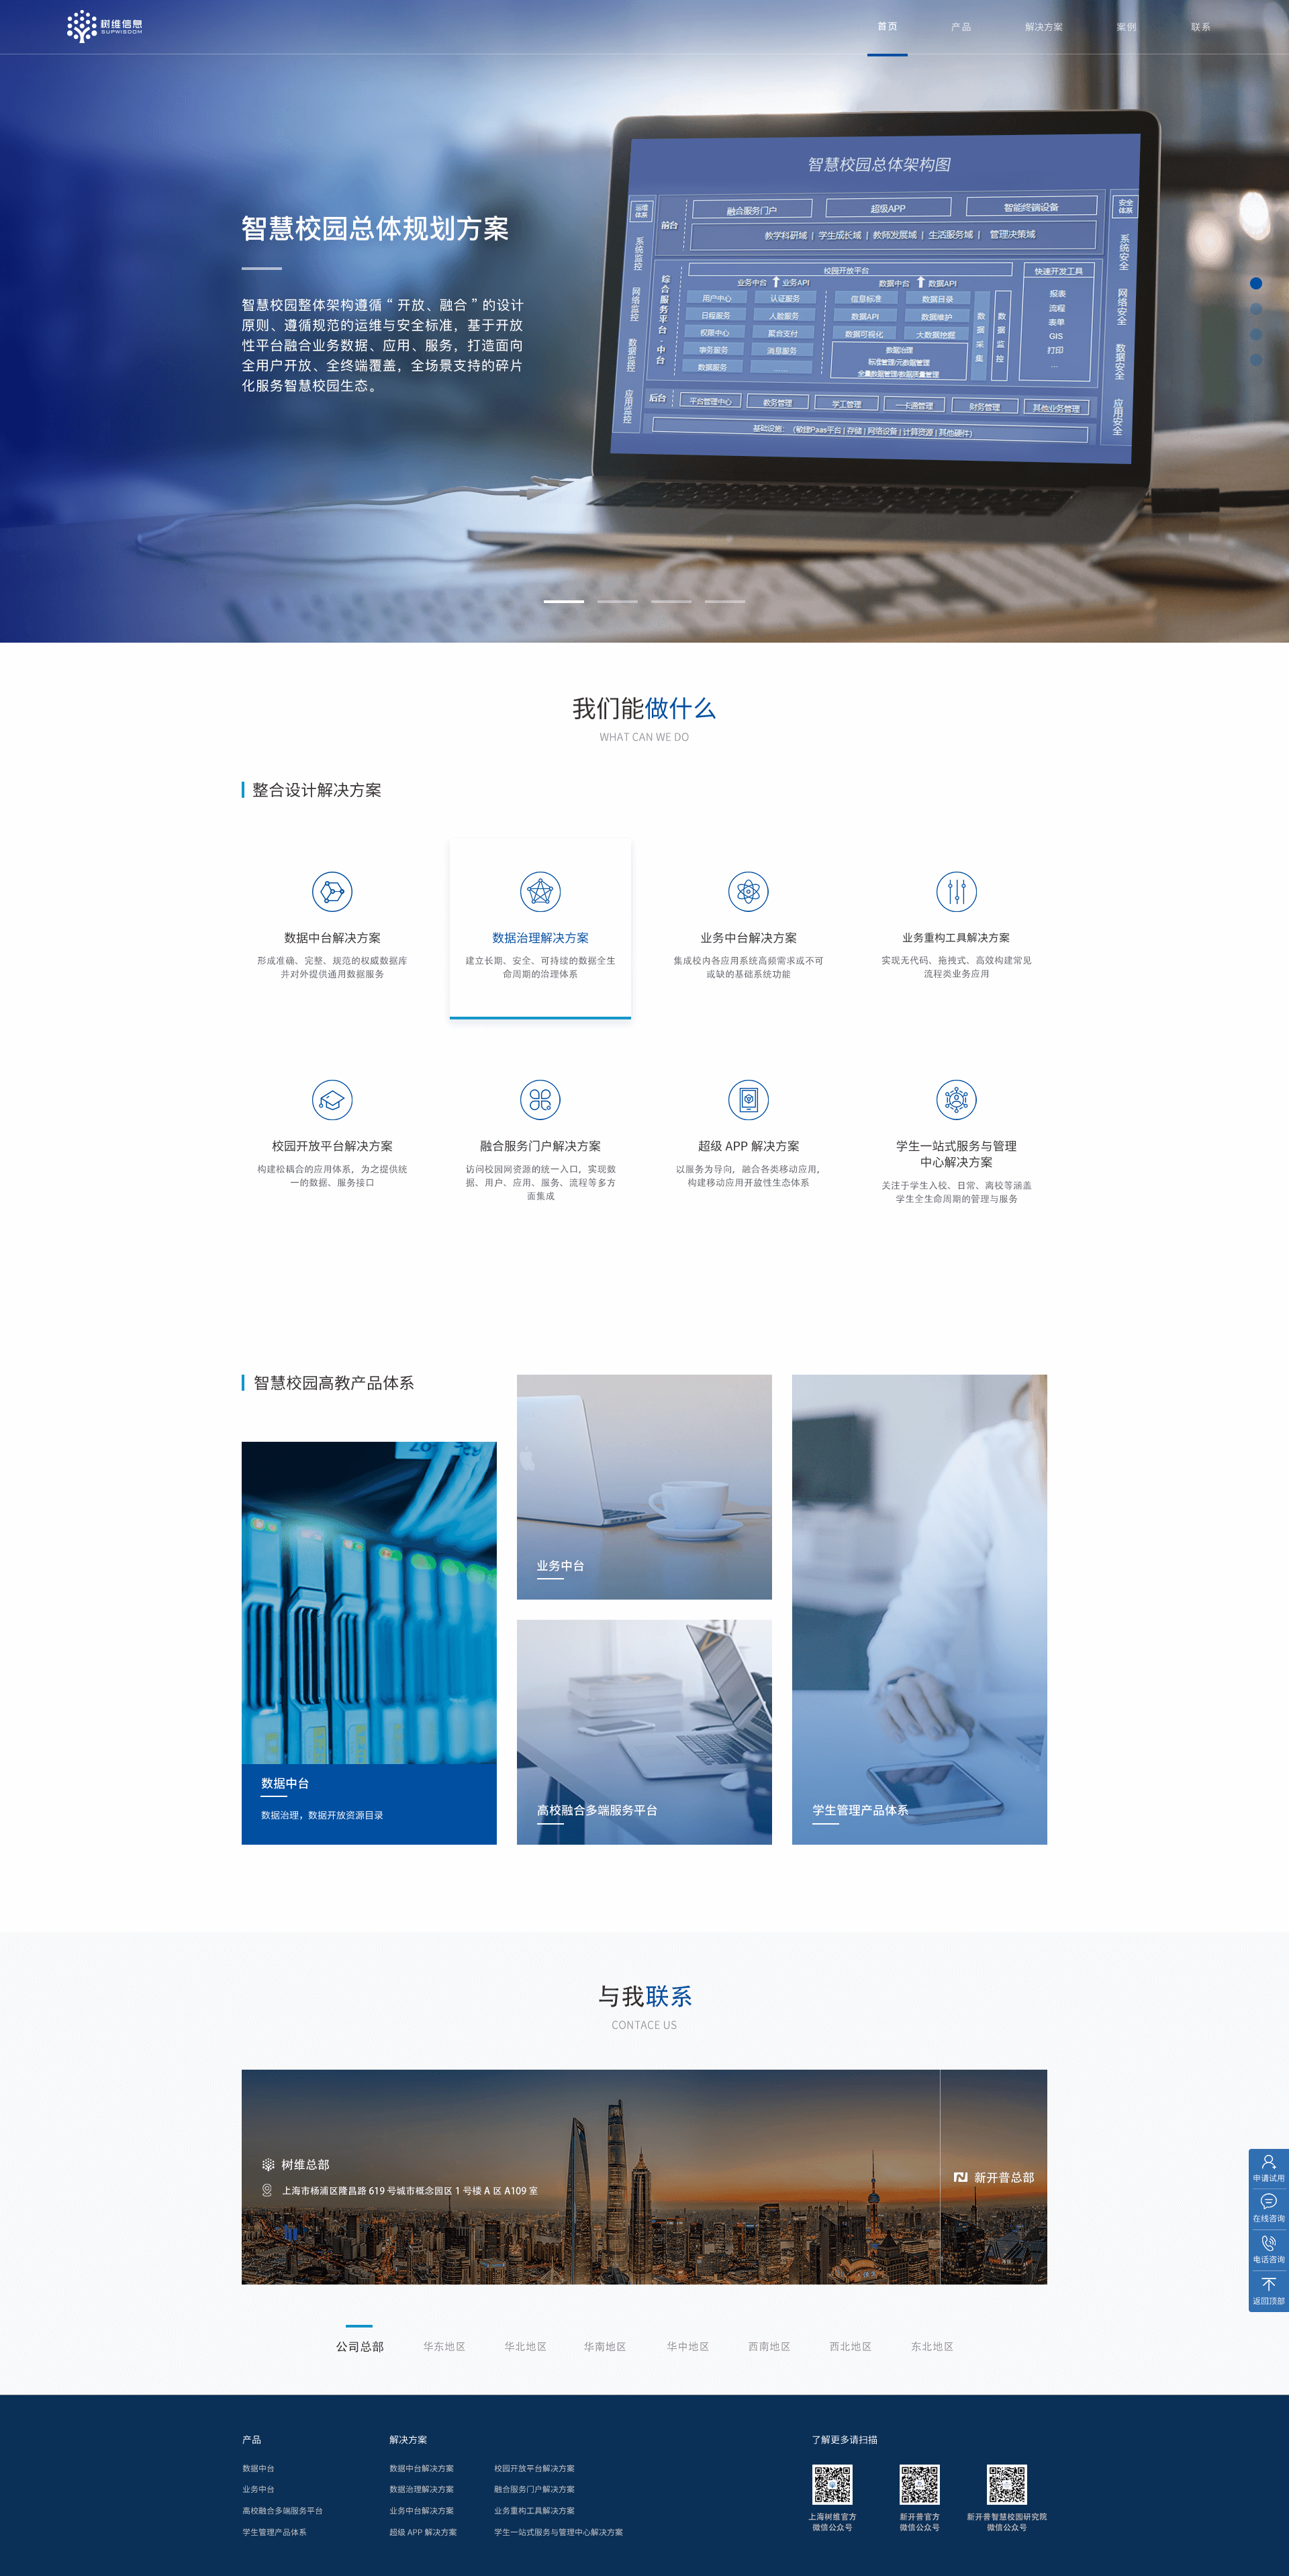 树维信息
SUPWISDOM
首页
产品
解决方案
案例
联系
智慧校园总体规划方案
智慧校园整体架构遵循“开放、融合”的设计
原则、遵循规范的运维与安全标准，基于开放
性平台融合业务数据、应用、服务，打造面向
全用户开放、全终端覆盖，全场景支持的碎片
化服务智慧校园生态。
智慧校园总体架构图
运维
体系
系统监控
网络监控
数据监控
应用监控
前台
融合服务门户
超级APP
智能终端设备
教学科研域 | 学生成长域 | 教师发展域 | 生活服务域 | 管理决策域
综合服务平台·中台
校园开放平台
业务中台
业务API
数据中台
数据API
用户中心
认证服务
日程服务
人脸服务
权限中心
聚合支付
事务服务
消息服务
数据服务
......
信息标准
数据目录
数据API
数据维护
数据可视化
大数据挖掘
数据治理
标准管理/元数据管理
全量数据管理/数据质量管理
数据采集
数据监控
快速开发工具
报表
流程
表单
GIS
打印
...
后台
平台管理中心
教务管理
学工管理
一卡通管理
财务管理
其他业务管理
基础设施：（敏捷Paas平台 | 存储 | 网络设备 | 计算资源 | 其他硬件）
安全
体系
系统安全
网络安全
数据安全
应用安全
我们能做什么
WHAT CAN WE DO
整合设计解决方案
数据中台解决方案
形成准确、完整、规范的权威数据库
并对外提供通用数据服务
数据治理解决方案
建立长期、安全、可持续的数据全生
命周期的治理体系
业务中台解决方案
集成校内各应用系统高频需求或不可
或缺的基础系统功能
业务重构工具解决方案
实现无代码、拖拽式、高效构建常见
流程类业务应用
校园开放平台解决方案
构建松耦合的应用体系，为之提供统
一的数据、服务接口
融合服务门户解决方案
访问校园网资源的统一入口，实现数
据、用户、应用、服务、流程等多方
面集成
超级 APP 解决方案
以服务为导向，融合各类移动应用，
构建移动应用开放性生态体系
学生一站式服务与管理
中心解决方案
关注于学生入校、日常、离校等涵盖
学生全生命周期的管理与服务
智慧校园高教产品体系
数据中台
数据治理，数据开放资源目录
业务中台
高校融合多端服务平台
学生管理产品体系
与我联系
CONTACE US
树维总部
上海市杨浦区隆昌路 619 号城市概念园区 1 号楼 A 区 A109 室
新开普总部
公司总部
华东地区
华北地区
华南地区
华中地区
西南地区
西北地区
东北地区
申请试用
在线咨询
电话咨询
返回顶部
产品
数据中台
业务中台
高校融合多端服务平台
学生管理产品体系
解决方案
数据中台解决方案
校园开放平台解决方案
数据治理解决方案
融合服务门户解决方案
业务中台解决方案
业务重构工具解决方案
超级 APP 解决方案
学生一站式服务与管理中心解决方案
了解更多请扫描
上海树维官方
微信公众号
新开普官方
微信公众号
新开普智慧校园研究院
微信公众号